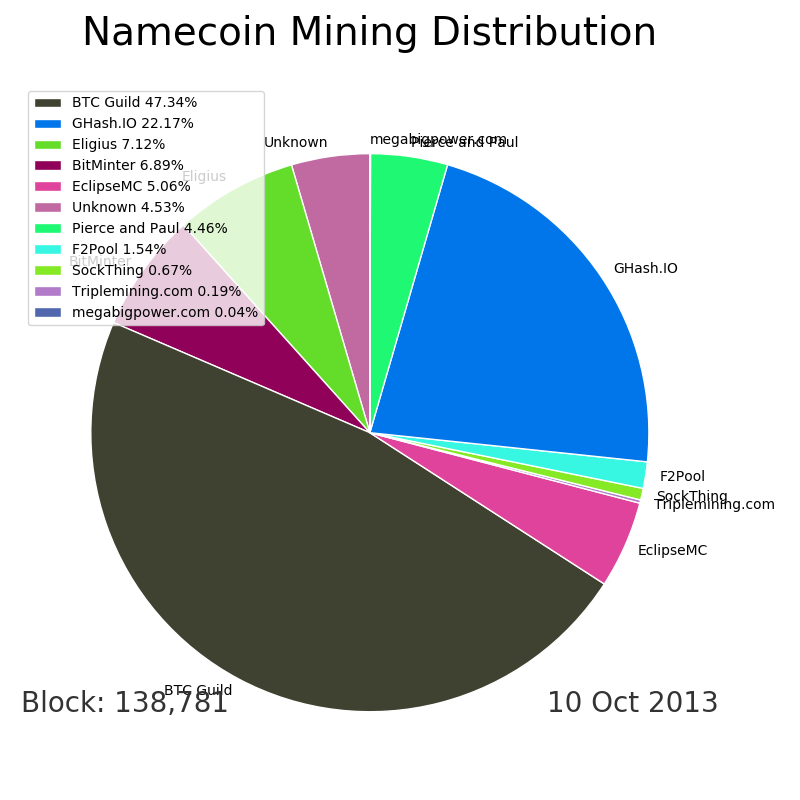 Namecoin Mining Distribution
BTC Guild 47.34%
GHash.IO 22.17%
Eligius 7.12%
BitMinter 6.89%
EclipseMC 5.06%
Unknown 4.53%
Pierce and Paul 4.46%
F2Pool 1.54%
SockThing 0.67%
Triplemining.com 0.19%
megabigpower.com 0.04%
megabigpower.com
Pierce and Paul
Unknown
Eligius
BitMinter
GHash.IO
F2Pool
SockThing
Triplemining.com
EclipseMC
BTC Guild
Block: 138,781
10 Oct 2013